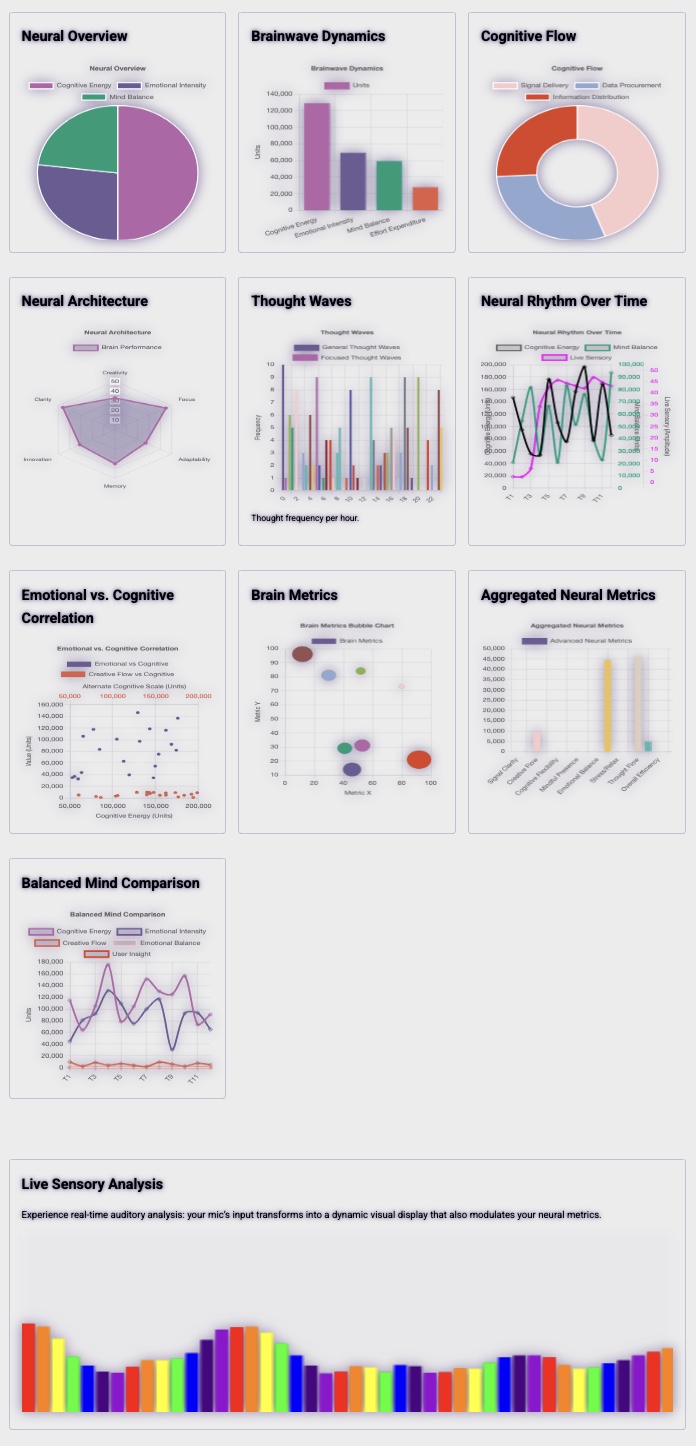 Neural Overview
Neural Overview
Cognitive Energy
Emotional Intensity
Mind Balance
Brainwave Dynamics
Brainwave Dynamics
Units
140,000
120,000
100,000
80,000
60,000
40,000
20,000
0
Units
Cognitive Energy
Emotional Intensity
Mind Balance
Effort Expenditure
Cognitive Flow
Cognitive Flow
Signal Delivery
Data Procurement
Information Distribution
Neural Architecture
Neural Architecture
Brain Performance
Creativity
50
40
20
10
Clarity
Focus
Innovation
Adaptability
Memory
Thought Waves
Thought Waves
General Thought Waves
Focused Thought Waves
10
9
8
7
6
5
4
3
2
1
0
Frequency
0 2 4 6 8 10 12 14 16 18 20 22
Thought frequency per hour.
Neural Rhythm Over Time
Neural Rhythm Over Time
Cognitive Energy
Mind Balance
Live Sensory
200,000
180,000
160,000
140,000
120,000
100,000
80,000
60,000
40,000
20,000
0
100,000
90,000
80,000
70,000
60,000
50,000
40,000
30,000
20,000
10,000
0
50
45
40
35
30
25
20
15
10
5
0
Live Sensory (Amplitude)
T1 T3 T5 T7 T9 T11
Emotional vs. Cognitive
Correlation
Emotional vs. Cognitive Correlation
Emotional vs Cognitive
Creative Flow vs Cognitive
Alternate Cognitive Scale (Units)
50,000 100,000 150,000 200,000
160,000
140,000
120,000
100,000
80,000
60,000
40,000
20,000
0
Value (Units)
50,000 100,000 150,000 200,000
Cognitive Energy (Units)
Brain Metrics
Brain Metrics Bubble Chart
Brain Metrics
100
90
80
70
60
50
40
30
20
10
Metric Y
0 20 40 60 80 100
Metric X
Aggregated Neural Metrics
Aggregated Neural Metrics
Advanced Neural Metrics
50,000
45,000
40,000
35,000
30,000
25,000
20,000
15,000
10,000
5,000
0
Signal Clarity
Creative Flow
Cognitive Flexibility
Mindful Presence
Emotional Balance
Stress/Relax
Thought Flow
Overall Efficiency
Balanced Mind Comparison
Balanced Mind Comparison
Cognitive Energy
Emotional Intensity
Creative Flow
Emotional Balance
User Insight
180,000
160,000
140,000
120,000
100,000
80,000
60,000
40,000
20,000
0
Units
T1 T3 T5 T7 T9 T11
Live Sensory Analysis
Experience real-time auditory analysis: your mic's input transforms into a dynamic visual display that also modulates your neural metrics.